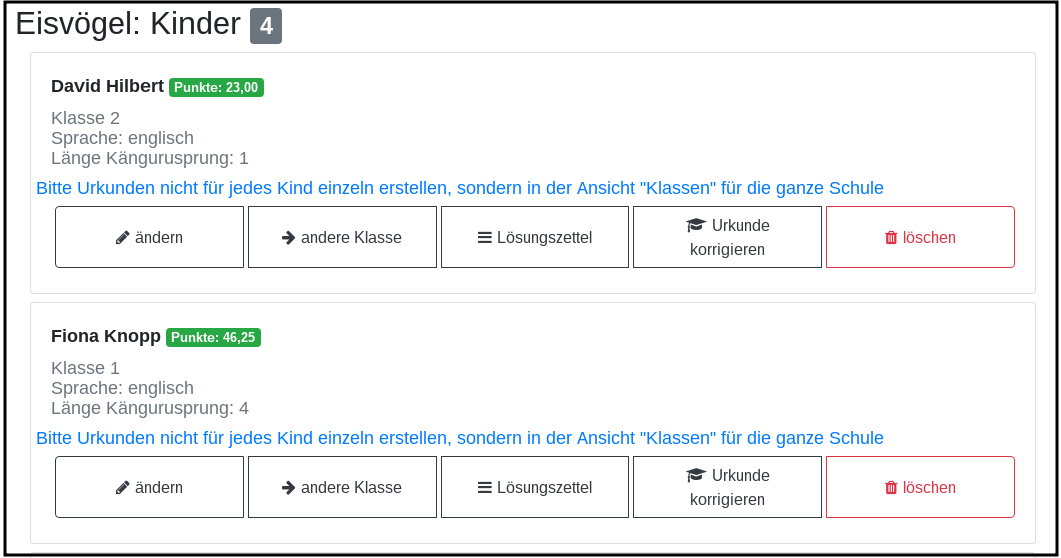 Eisvögel: Kinder 4
David Hilbert Punkte: 23,00
Klasse 2
Sprache: englisch
Länge Kängurusprung: 1
Bitte Urkunden nicht für jedes Kind einzeln erstellen, sondern in der Ansicht "Klassen" für die ganze Schule
ändern andere Klasse Lösungszettel Urkunde korrigieren löschen
Fiona Knopp Punkte: 46,25
Klasse 1
Sprache: englisch
Länge Kängurusprung: 4
Bitte Urkunden nicht für jedes Kind einzeln erstellen, sondern in der Ansicht "Klassen" für die ganze Schule
ändern andere Klasse Lösungszettel Urkunde korrigieren löschen